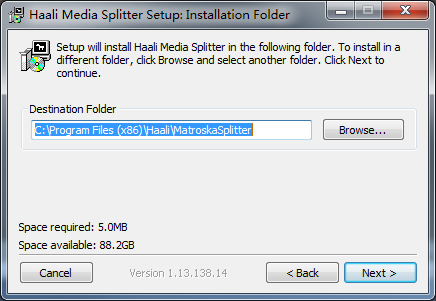 Haali Media Splitter Setup: Installation Folder
Setup will install Haali Media Splitter in the following folder. To install in a
different folder, click Browse and select another folder. Click Next to
continue.
Destination Folder
C:\Program Files (x86)\Haali\MatroskaSplitter
Browse...
Space required: 5.0MB
Space available: 88.2GB
Cancel
Version 1.13.138.14
< Back
Next >